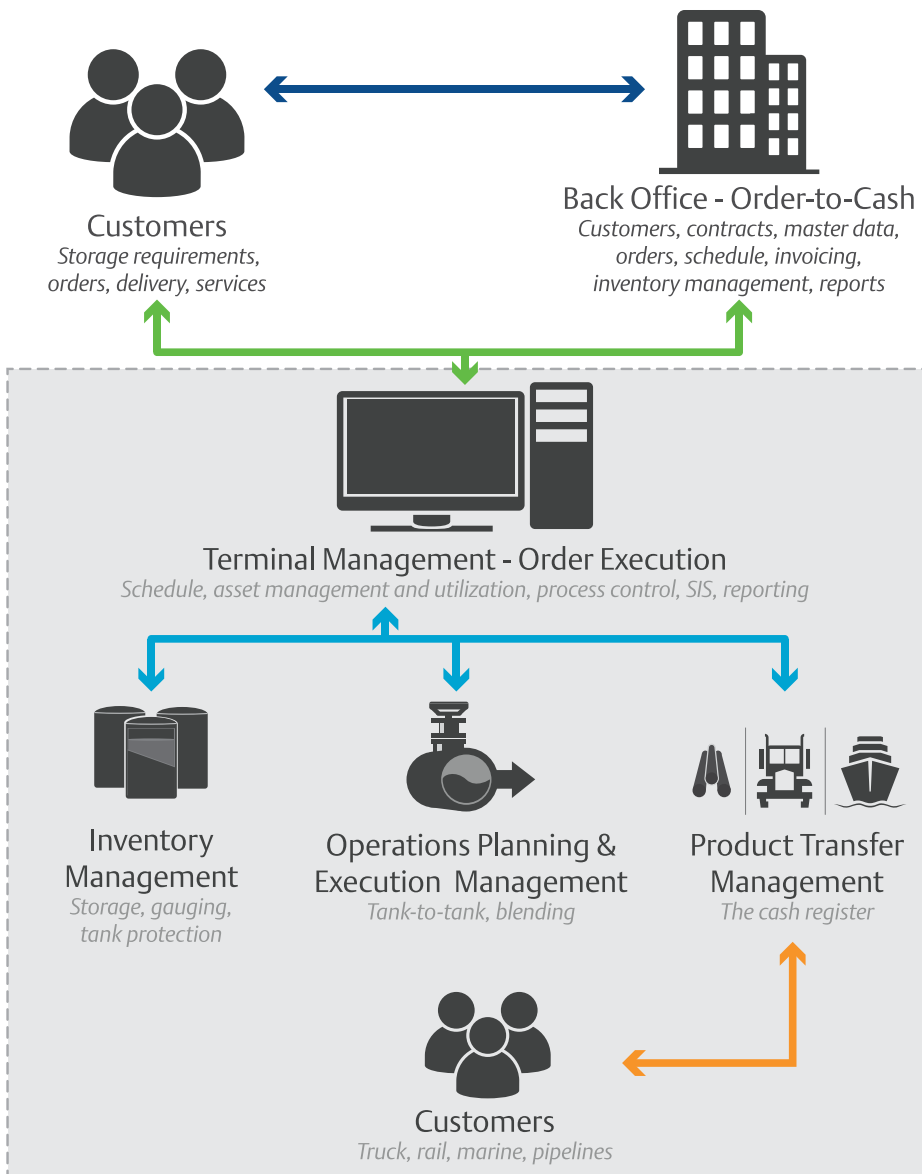 Customers
Storage requirements,
orders, delivery, services
Back Office - Order-to-Cash
Customers, contracts, master data,
orders, schedule, invoicing,
inventory management, reports
Terminal Management - Order Execution
Schedule, asset management and utilization, process control, SIS, reporting
Inventory
Management
Storage, gauging,
tank protection
Operations Planning &
Execution Management
Tank-to-tank, blending
Product Transfer
Management
The cash register
Customers
Truck, rail, marine, pipelines